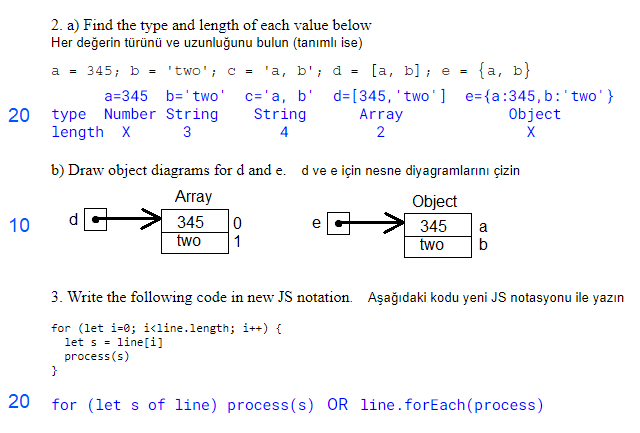 2. a) Find the type and length of each value below
Her değerin türünü ve uzunluğunu bulun (tanımlı ise)
a = 345; b = 'two'; c = 'a, b'; d = [a, b]; e = {a, b}
a=345 b='two' c='a, b' d=[345,'two'] e={a:345,b:'two'}
20 type Number String String Array Object
length X 3 4 2 X
b) Draw object diagrams for d and e. d ve e için nesne diyagramlarını çizin
Array Object
10 d 345 0 e 345 a
two 1 two b
3. Write the following code in new JS notation. Aşağıdaki kodu yeni JS notasyonu ile yazın
for (let i=0; i<line.length; i++) {
let s = line[i]
process(s)
}
20 for (let s of line) process(s) OR line.forEach(process)